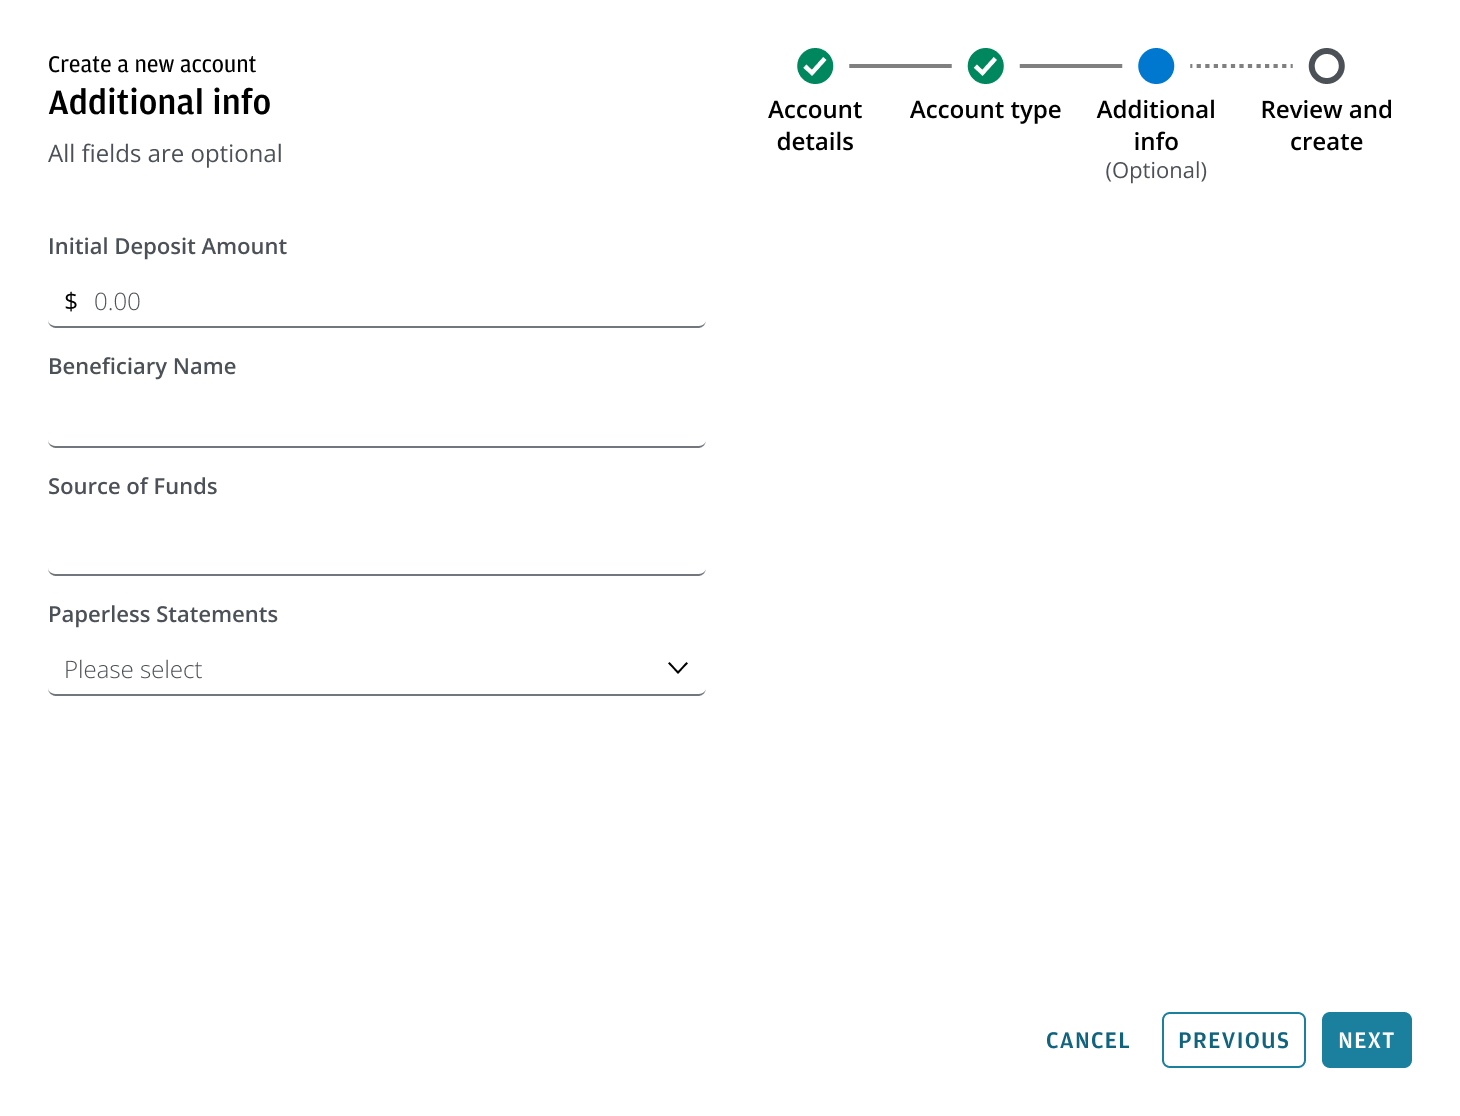 Create a new account
Additional info
All fields are optional
Account details
Account type
Additional info
(Optional)
Review and create
Initial Deposit Amount
$ 0.00
Beneficiary Name
Source of Funds
Paperless Statements
Please select
CANCEL
PREVIOUS
NEXT